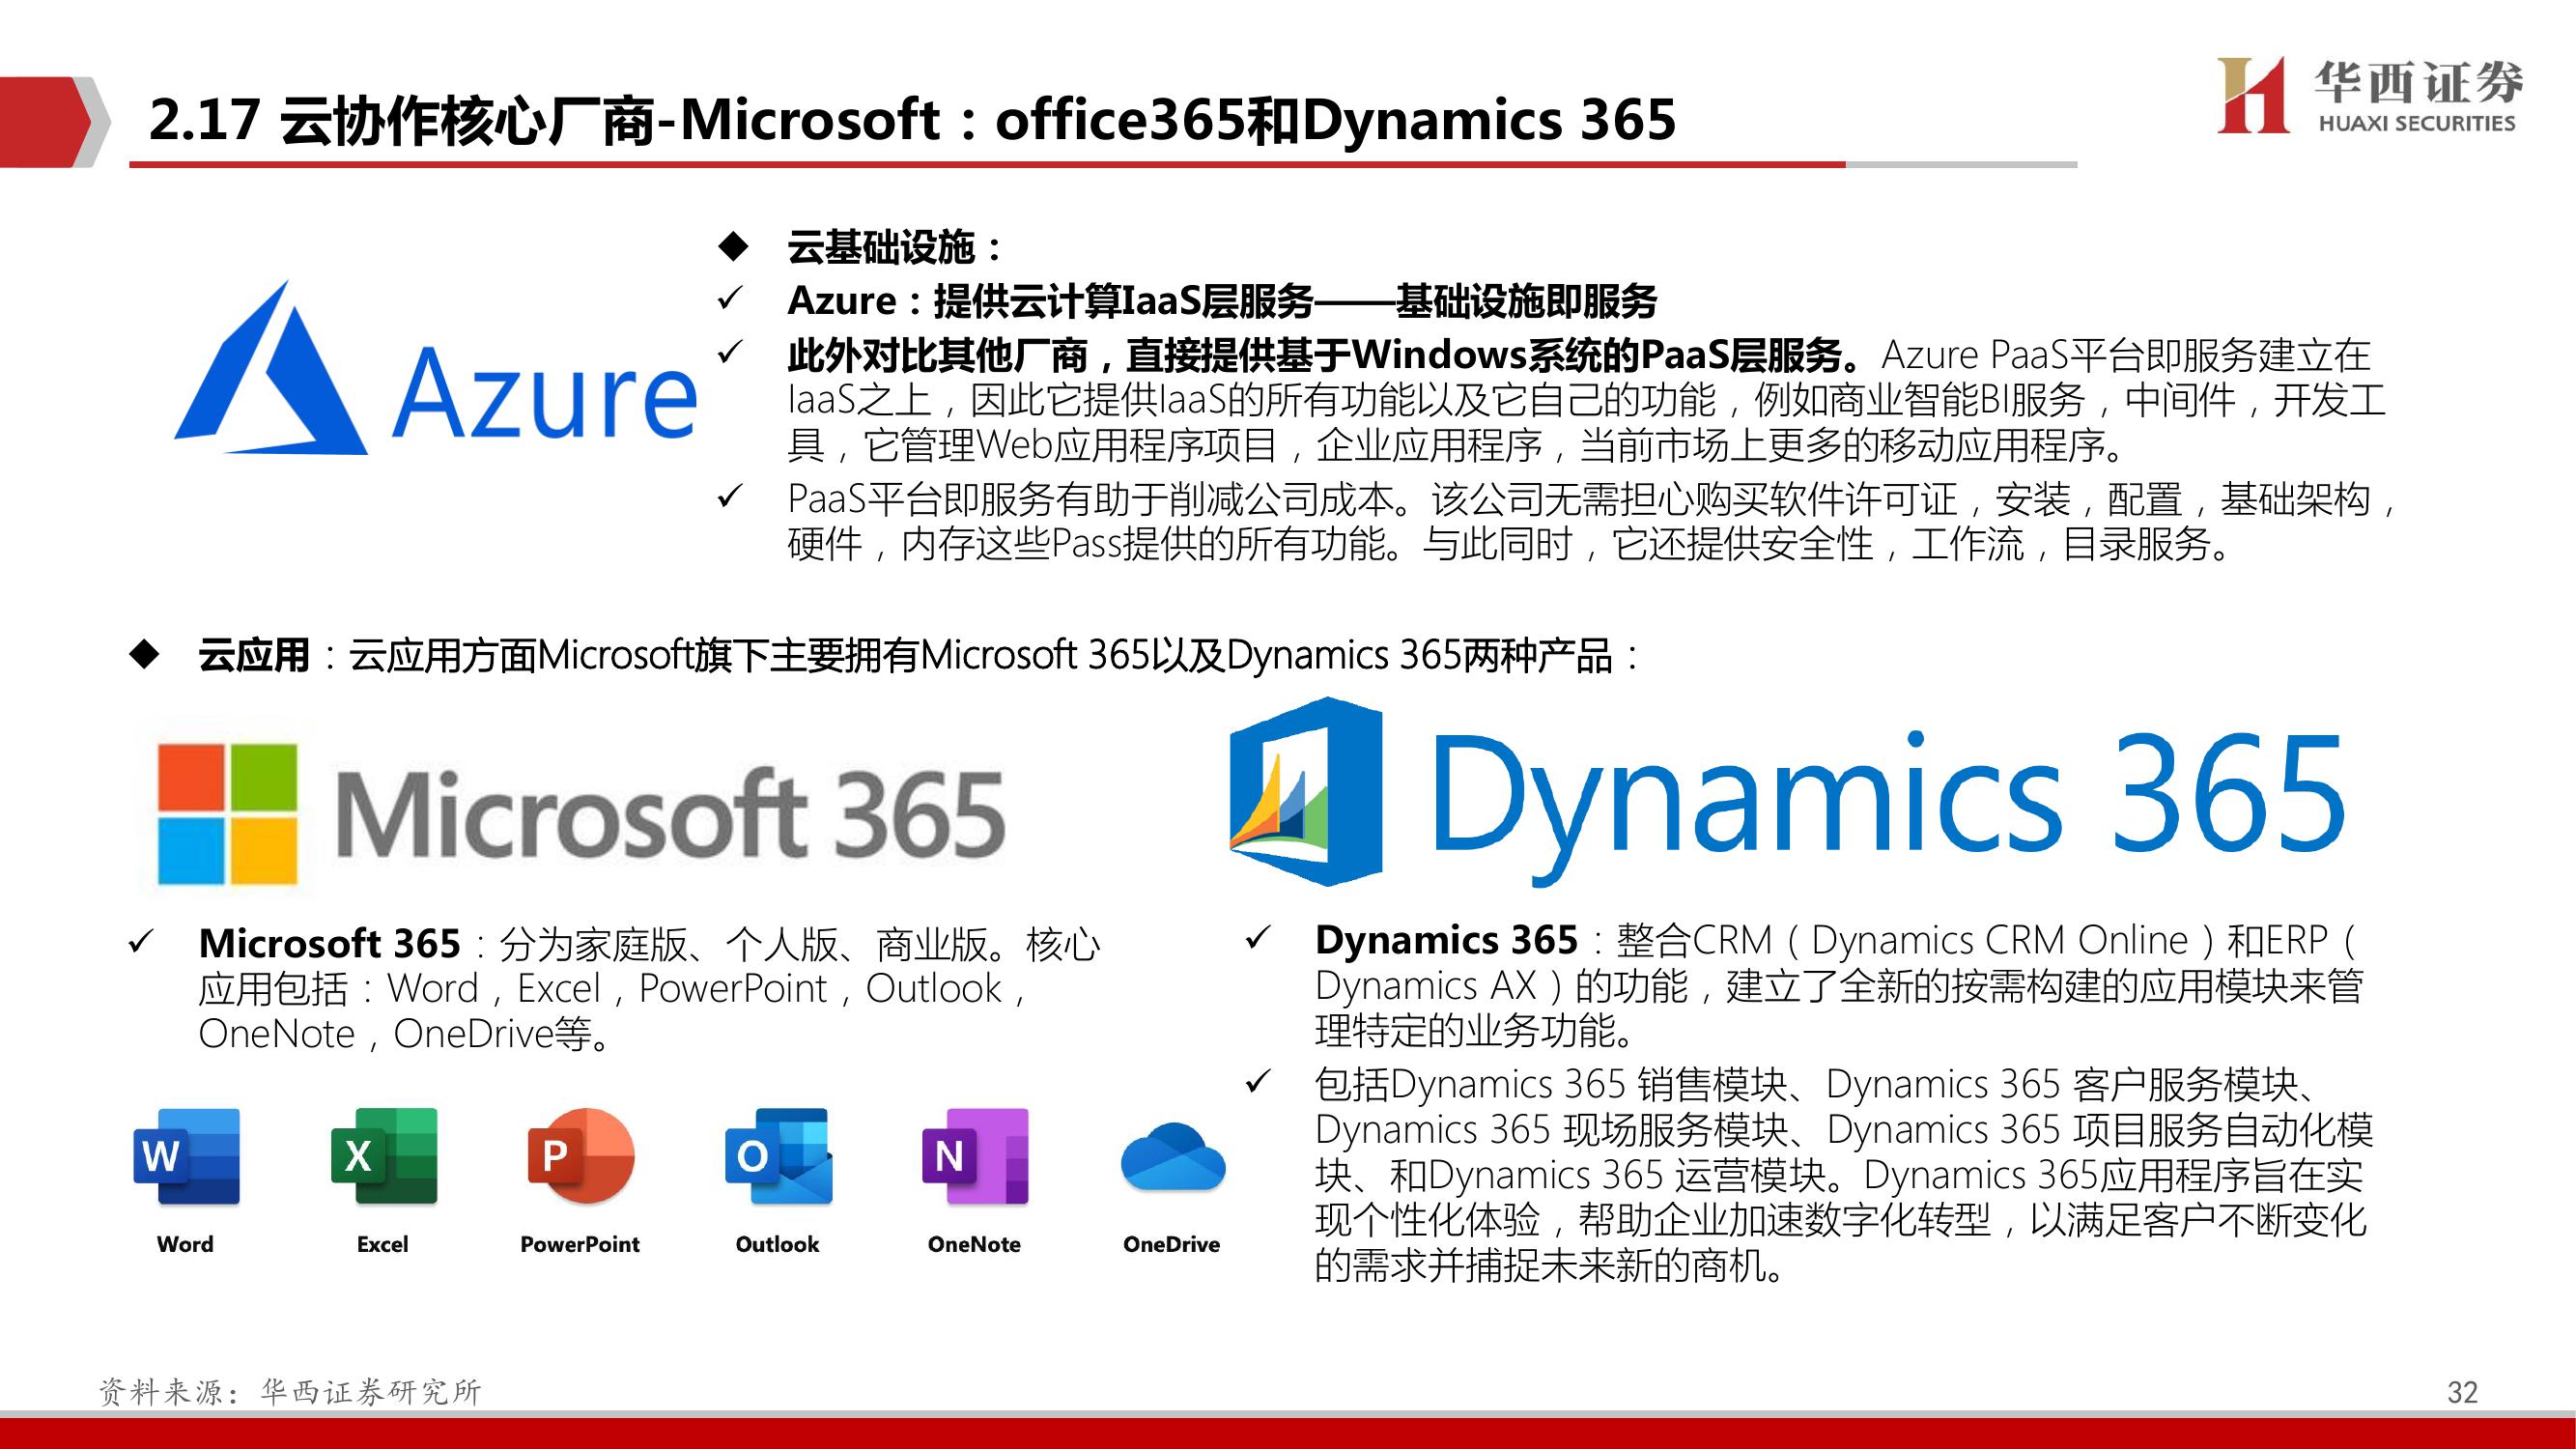 2.17 云协作核心厂商-Microsoft：office365和Dynamics 365
华西证券
HUAXI SECURITIES
◆ 云基础设施：
✓ Azure：提供云计算IaaS层服务——基础设施即服务
✓ 此外对比其他厂商，直接提供基于Windows系统的PaaS层服务。Azure PaaS平台即服务建立在
IaaS之上，因此它提供IaaS的所有功能以及它自己的功能，例如商业智能BI服务，中间件，开发工
具，它管理Web应用程序项目，企业应用程序，当前市场上更多的移动应用程序。
✓ PaaS平台即服务有助于削减公司成本。该公司无需担心购买软件许可证，安装，配置，基础架构，
硬件，内存这些Pass提供的所有功能。与此同时，它还提供安全性，工作流，目录服务。
Azure
◆ 云应用：云应用方面Microsoft旗下主要拥有Microsoft 365以及Dynamics 365两种产品：
Microsoft 365
✓ Microsoft 365：分为家庭版、个人版、商业版。核心
应用包括：Word，Excel，PowerPoint，Outlook，
OneNote，OneDrive等。
W X P O N
Word Excel PowerPoint Outlook OneNote OneDrive
Dynamics 365
✓ Dynamics 365：整合CRM（Dynamics CRM Online）和ERP（
Dynamics AX）的功能，建立了全新的按需构建的应用模块来管
理特定的业务功能。
✓ 包括Dynamics 365 销售模块、Dynamics 365 客户服务模块、
Dynamics 365 现场服务模块、Dynamics 365 项目服务自动化模
块、和Dynamics 365 运营模块。Dynamics 365应用程序旨在实
现个性化体验，帮助企业加速数字化转型，以满足客户不断变化
的需求并捕捉未来新的商机。
资料来源：华西证券研究所
32